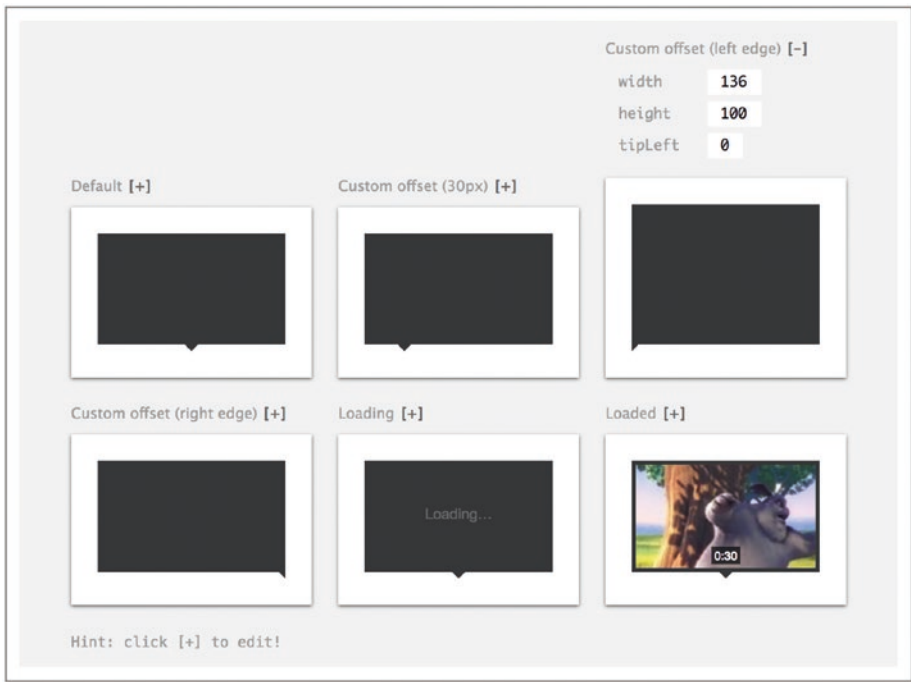 Custom offset (left edge) [-]
width 136
height 100
tipLeft 0
Default [+]
Custom offset (30px) [+]
Custom offset (right edge) [+]
Loading [+]
Loaded [+]
Loading...
0:30
Hint: click [+] to edit!